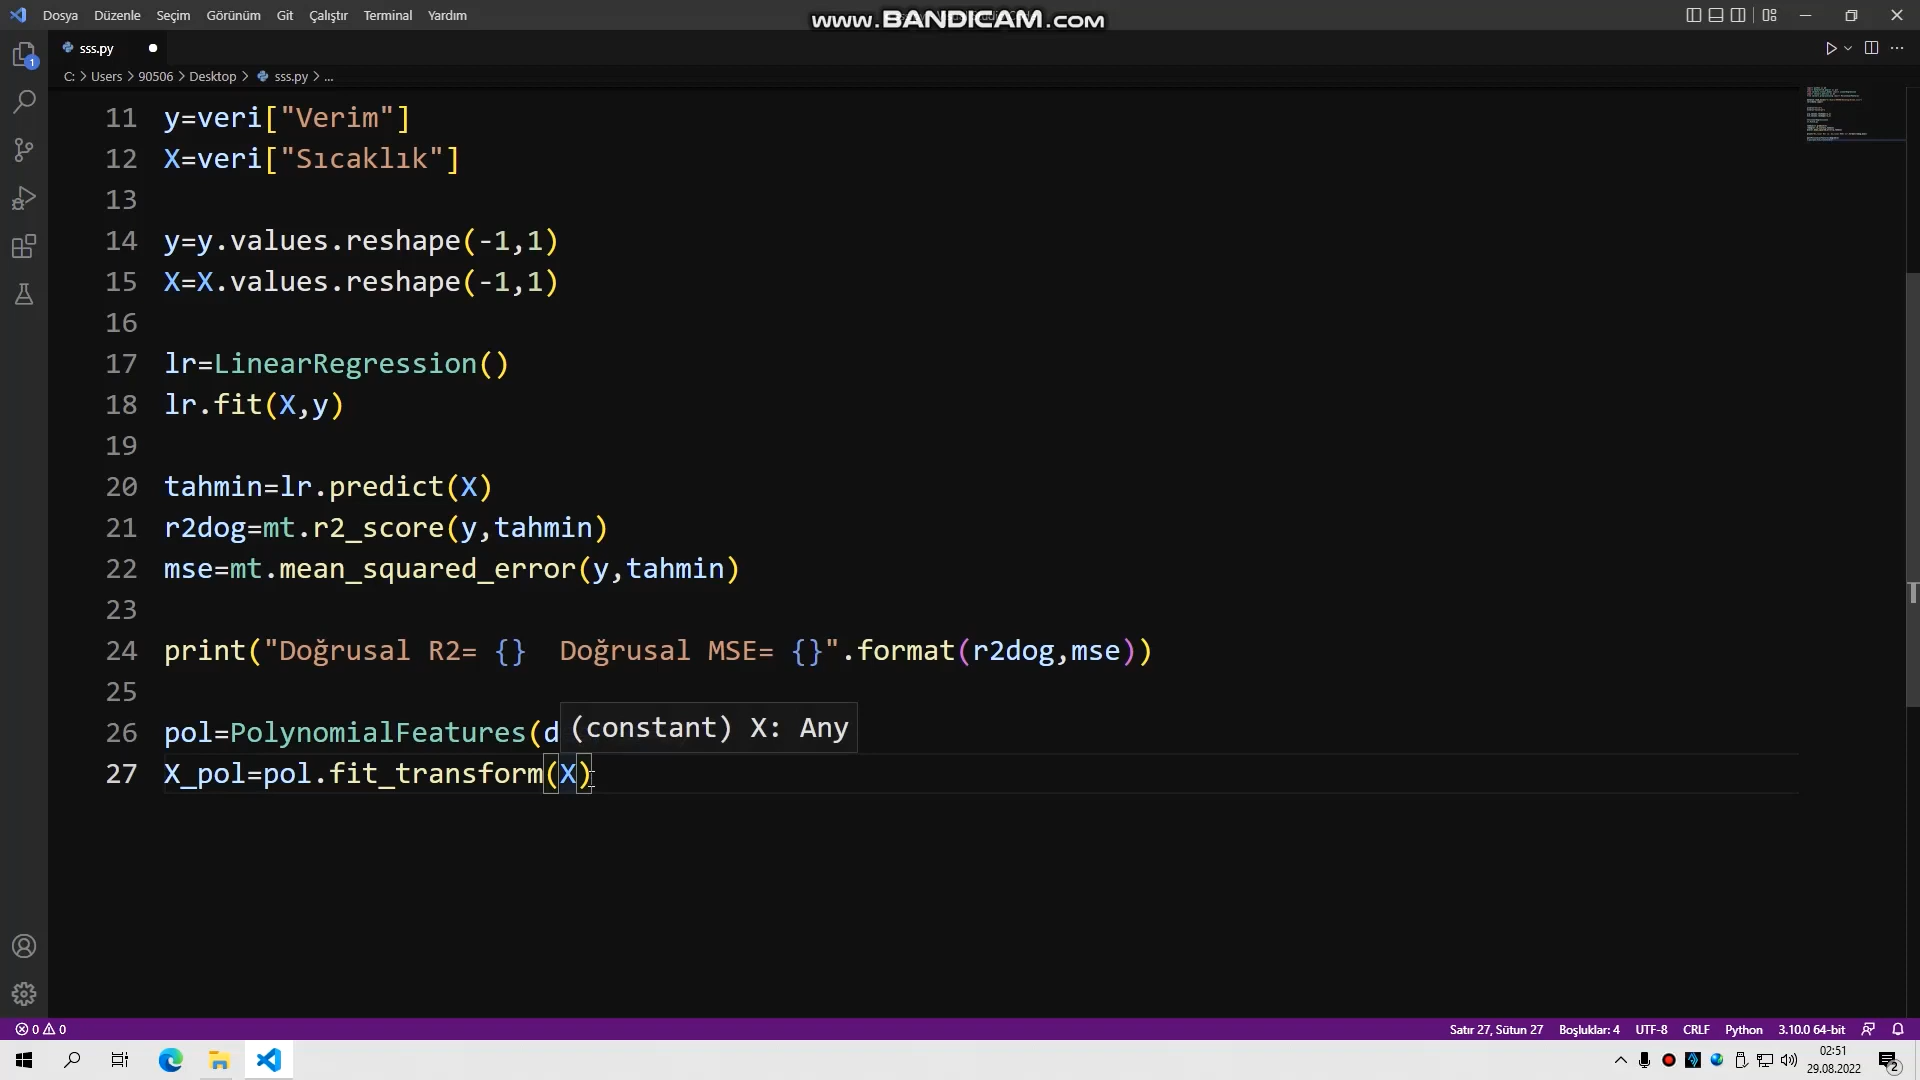 Dosya Düzenle Seçim Görünüm Git Çalıştır Terminal Yardım
www.BANDICAM.com
sss.py
C: > Users > 90506 > Desktop > sss.py > ...
11 y=veri["Verim"]
12 X=veri["Sıcaklık"]
13
14 y=y.values.reshape(-1,1)
15 X=X.values.reshape(-1,1)
16
17 lr=LinearRegression()
18 lr.fit(X,y)
19
20 tahmin=lr.predict(X)
21 r2dog=mt.r2_score(y,tahmin)
22 mse=mt.mean_squared_error(y,tahmin)
23
24 print("Doğrusal R2= {}  Doğrusal MSE= {}".format(r2dog,mse))
25
26 pol=PolynomialFeatures(d
(constant) X: Any
27 X_pol=pol.fit_transform(X)
1
0 0 Satır 27, Sütun 27 Boşluklar: 4 UTF-8 CRLF Python 3.10.0 64-bit
02:51
29.08.2022
2